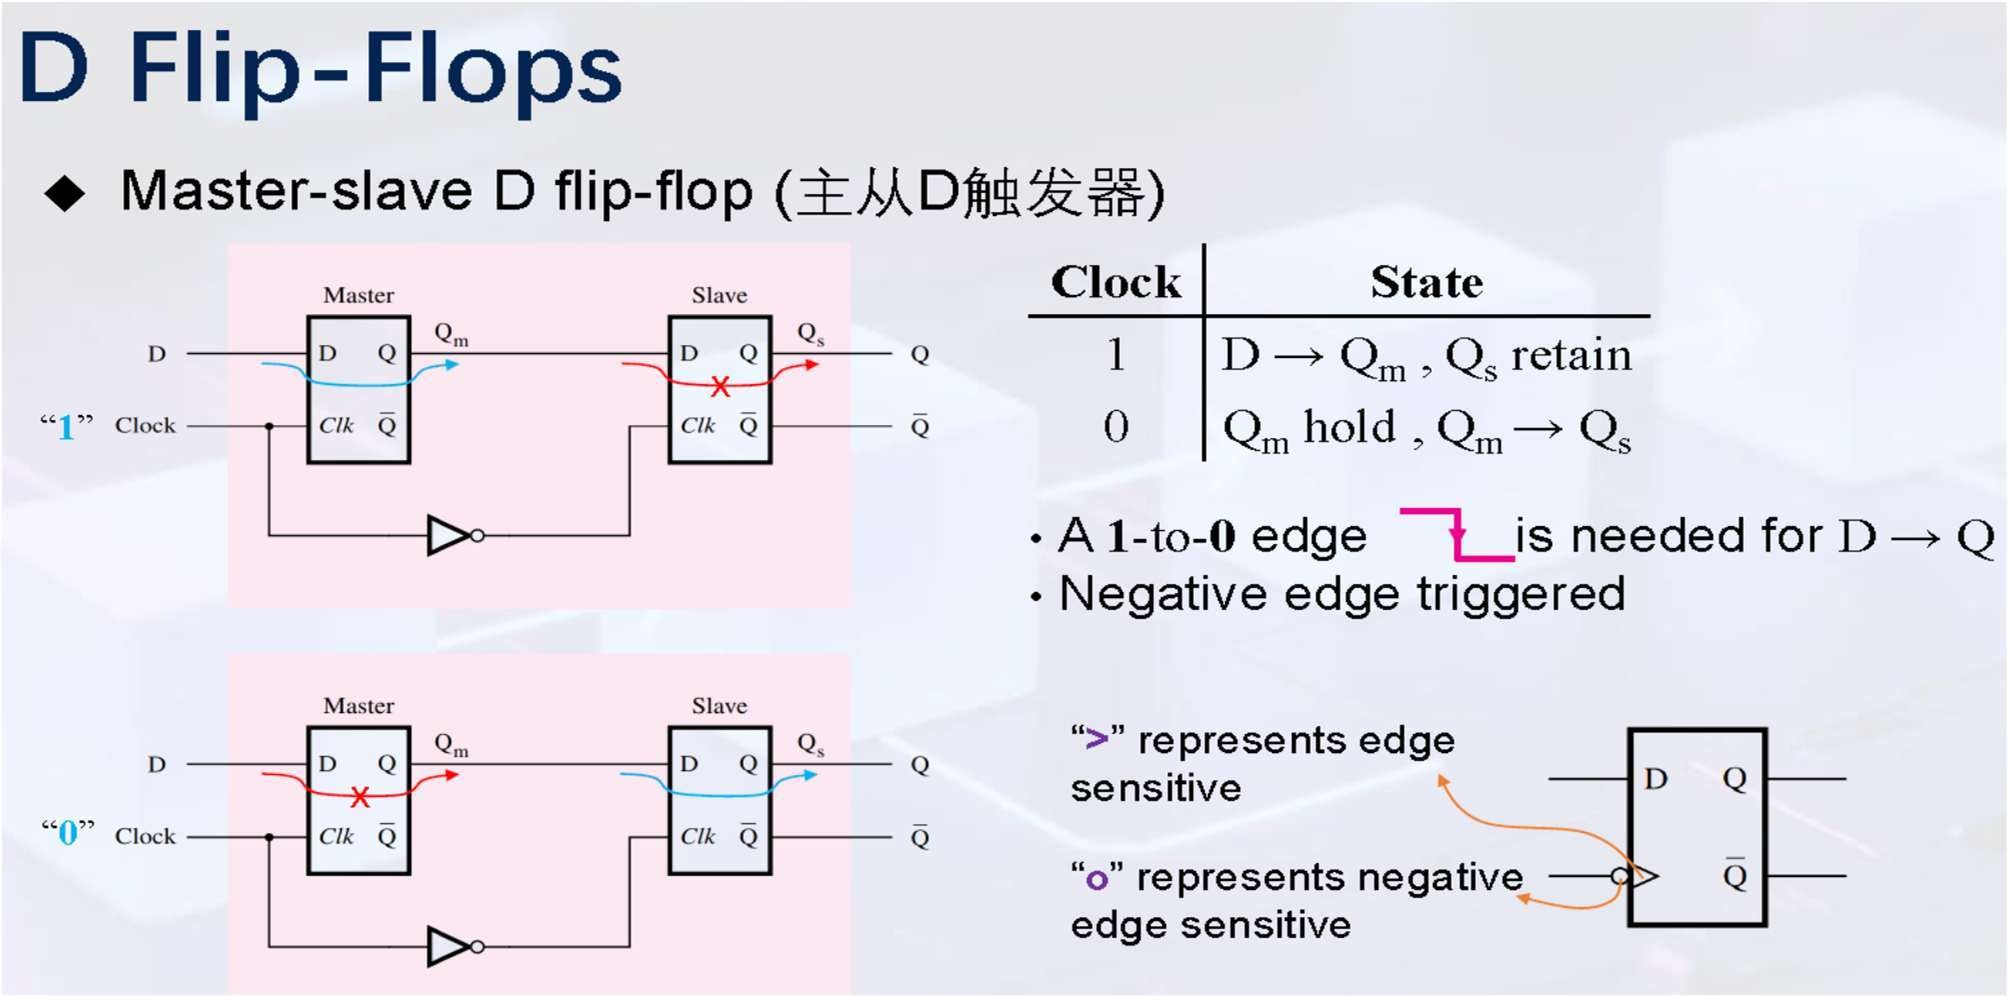 D Flip-Flops
◆ Master-slave D flip-flop (主从D触发器)
Master Slave
D D Q Qm D Q Qs Q
“1” Clock Clk Q̅ Clk Q̅ Q̅
Master Slave
D D Q Qm D Q Qs Q
“0” Clock Clk Q̅ Clk Q̅ Q̅
Clock State
1 D → Qm , Qs retain
0 Qm hold , Qm → Qs
• A 1-to-0 edge is needed for D → Q
• Negative edge triggered
“>” represents edge
sensitive
“o” represents negative
edge sensitive
D Q
Q̅